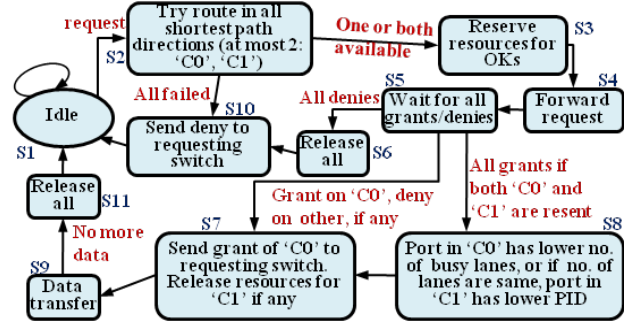 request
S2
Try route in all
shortest path
directions (at most 2:
‘C0’, ‘C1’)
One or both
available
Reserve
resources for
OKs
S3
S4
Forward
request
S5
Wait for all
grants/denies
All denies
Release
all
S6
All failed
S10
Send deny to
requesting switch
Idle
S1
Release
all
S11
No more
data
S9
Data
transfer
Grant on ‘C0’, deny
on other, if any
S7
Send grant of ‘C0’ to
requesting switch.
Release resources for
‘C1’ if any
All grants if
both ‘C0’ and
‘C1’ are resent
S8
Port in ‘C0’ has lower no.
of busy lanes, or if no. of
lanes are same, port in
‘C1’ has lower PID